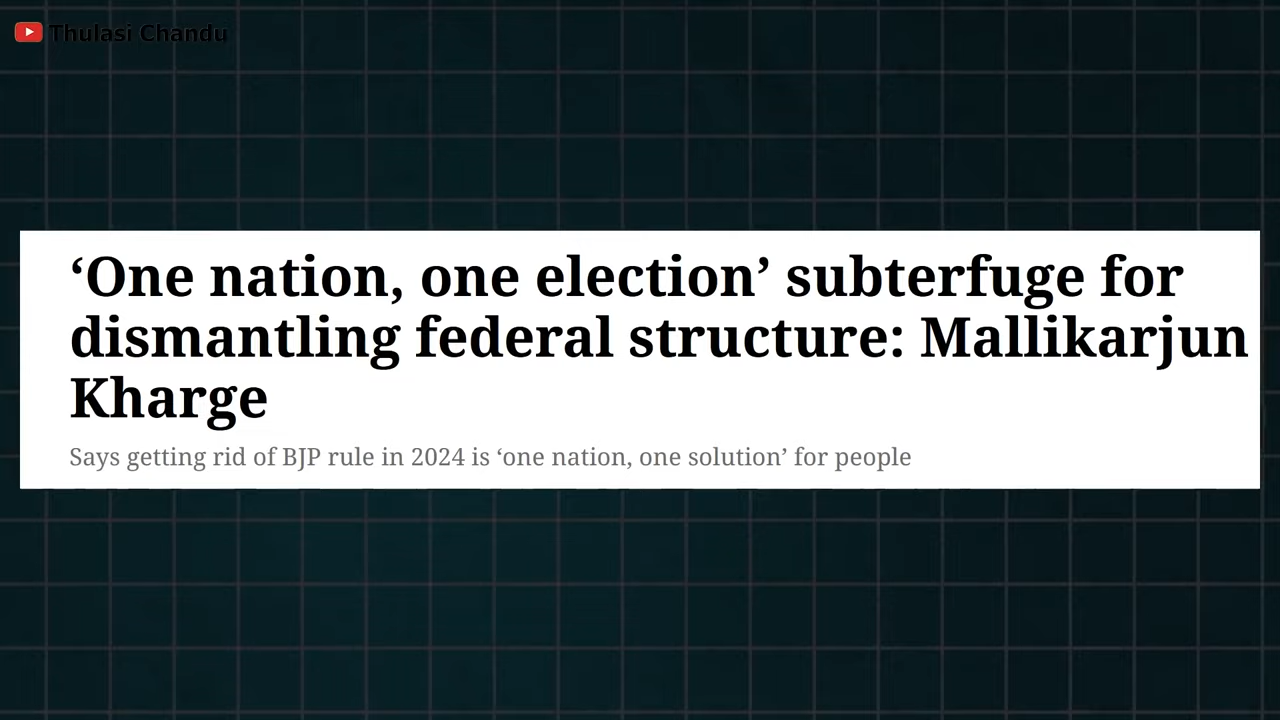 Thulasi Chandu
‘One nation, one election’ subterfuge for
dismantling federal structure: Mallikarjun
Kharge
Says getting rid of BJP rule in 2024 is ‘one nation, one solution’ for people